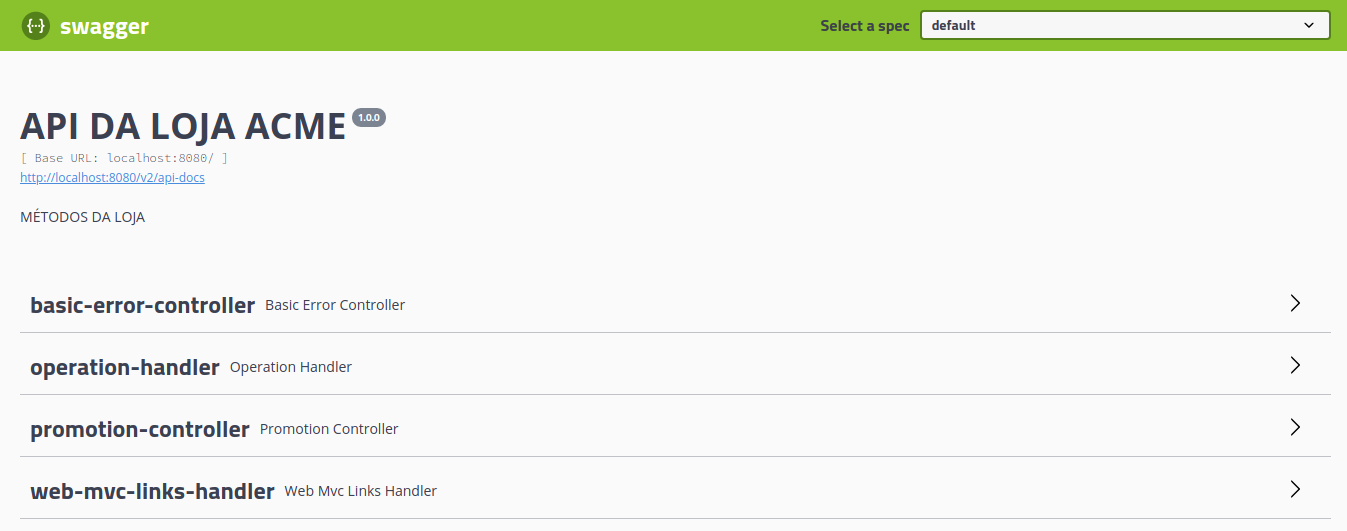 {···} swagger
Select a spec default
API DA LOJA ACME 1.0.0
[ Base URL: localhost:8080/ ]
http://localhost:8080/v2/api-docs
MÉTODOS DA LOJA
basic-error-controller Basic Error Controller
operation-handler Operation Handler
promotion-controller Promotion Controller
web-mvc-links-handler Web Mvc Links Handler